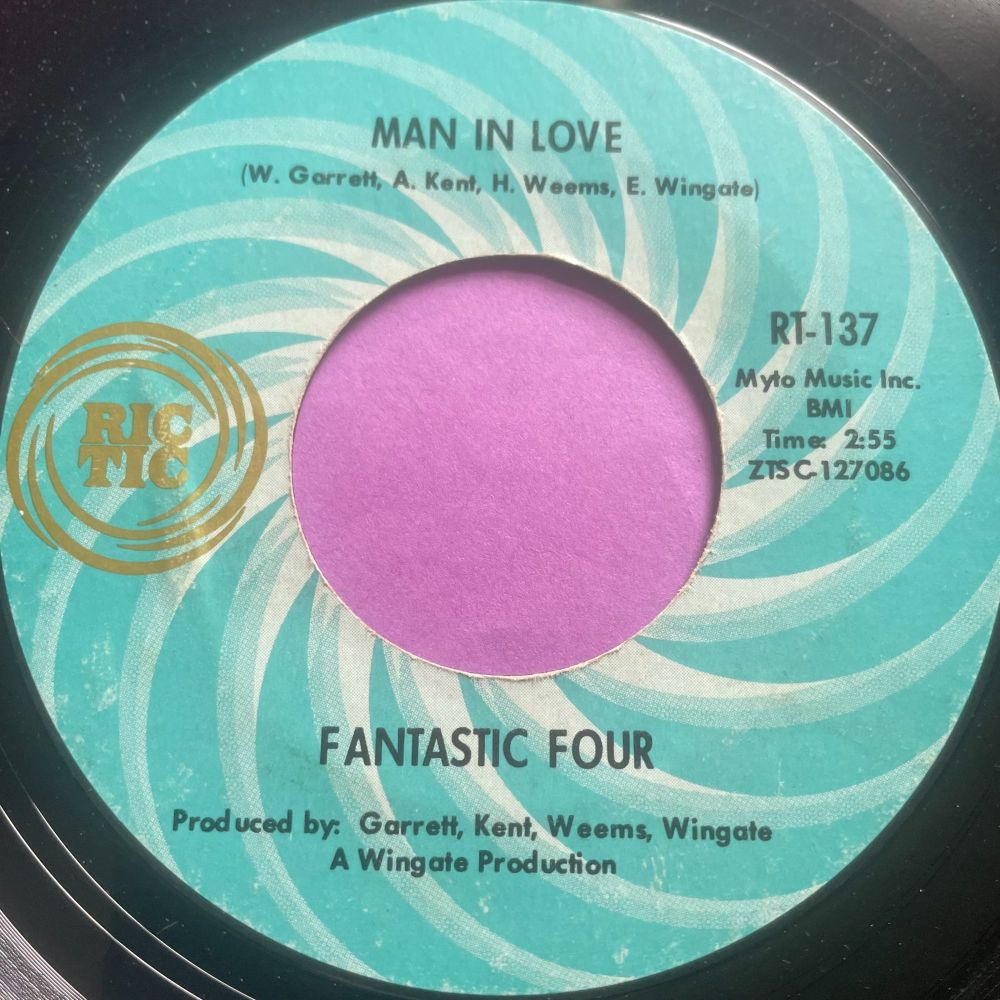 MAN IN LOVE
(W. Garrett, A. Kent, H. Weems, E. Wingate)
RT-137
Myto Music Inc.
BMI
Time: 2:55
ZTSC-127086
RIC
TIC
FANTASTIC FOUR
Produced by: Garrett, Kent, Weems, Wingate
A Wingate Production